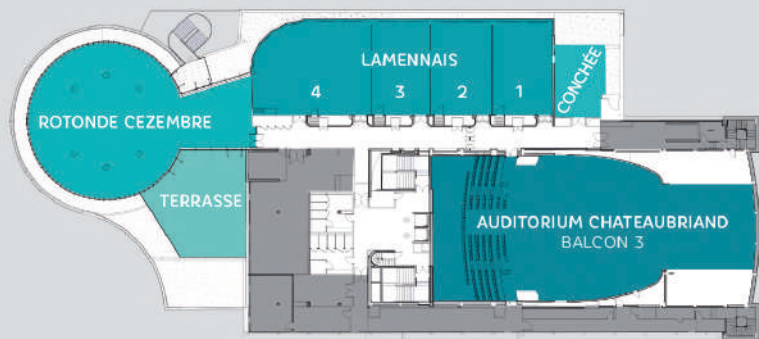 LAMENNAIS
4 3 2 1
CONCHÉE
ROTONDE CEZEMBRE
TERRASSE
AUDITORIUM CHATEAUBRIAND
BALCON 3